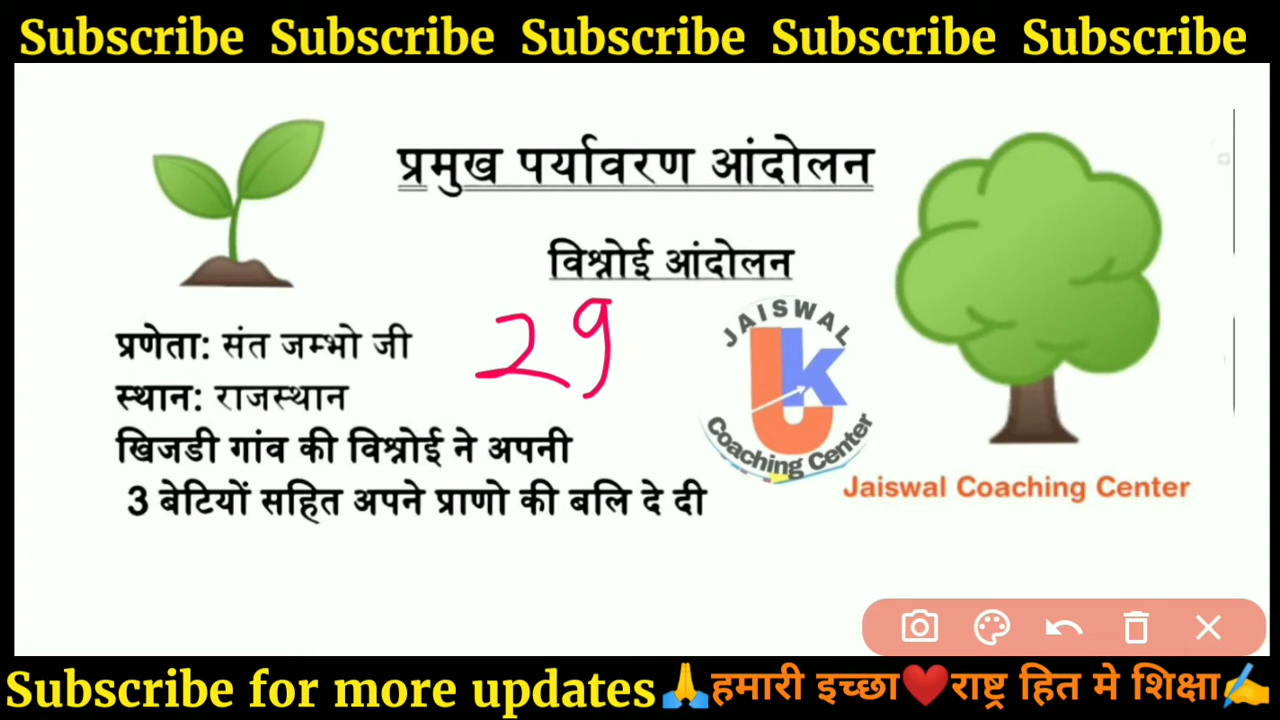 Subscribe Subscribe Subscribe Subscribe Subscribe
प्रमुख पर्यावरण आंदोलन
विश्नोई आंदोलन
29
प्रणेता: संत जम्भो जी
स्थान: राजस्थान
खिजडी गांव की विश्नोई ने अपनी
3 बेटियों सहित अपने प्राणो की बलि दे दी
JAISWAL
Jk
Coaching Center
Jaiswal Coaching Center
Subscribe for more updates🙏हमारी इच्छा❤️राष्ट्र हित मे शिक्षा✍️